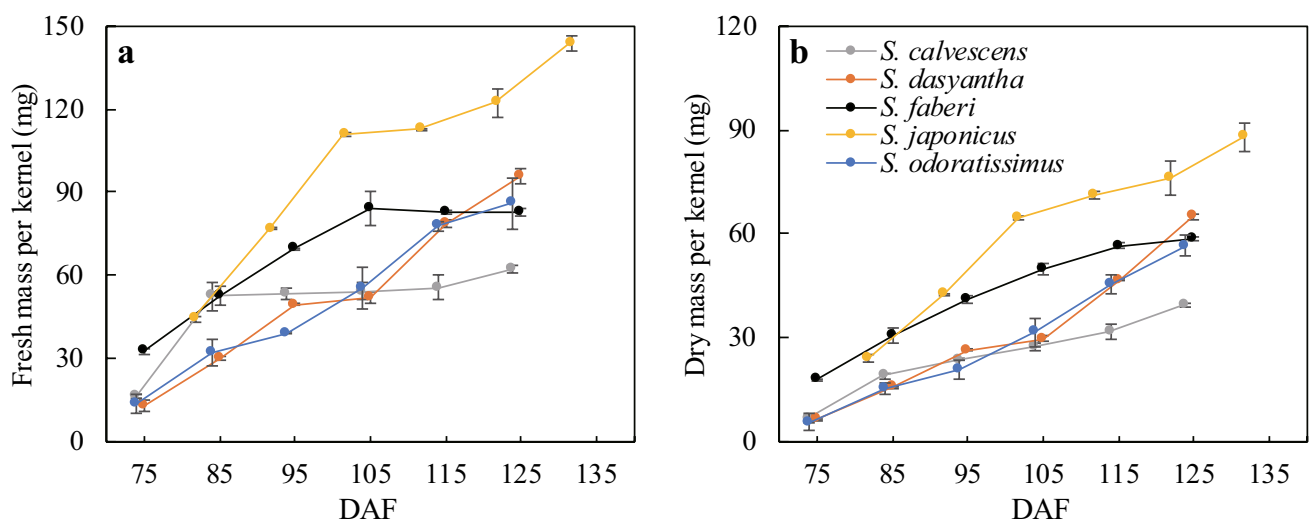 a
Fresh mass per kernel (mg)
150
120
90
60
30
0
75 85 95 105 115 125 135
DAF
b
S. calvescens
S. dasyantha
S. faberi
S. japonicus
S. odoratissimus
Dry mass per kernel (mg)
120
90
60
30
0
75 85 95 105 115 125 135
DAF